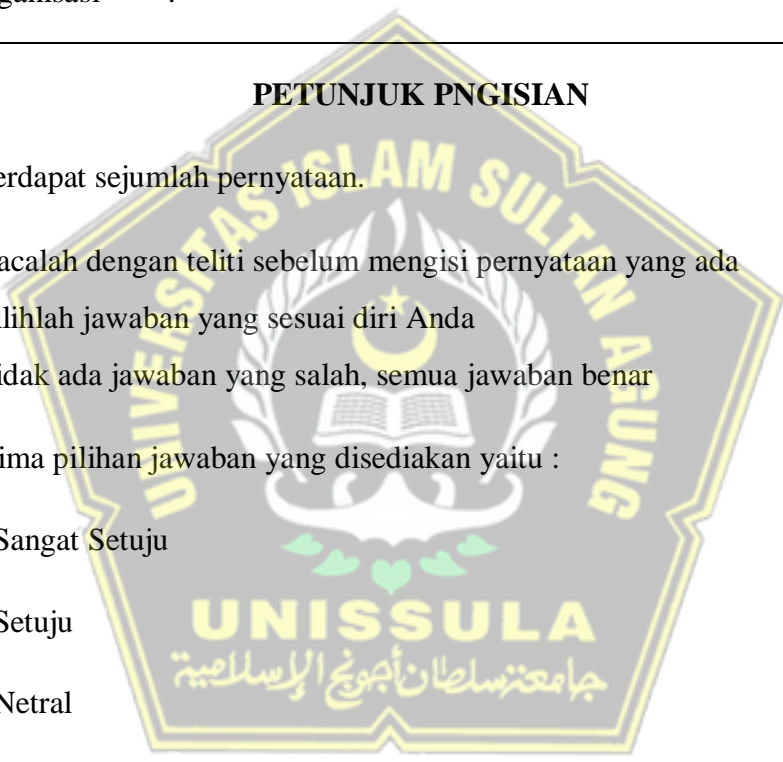 ganisasi
PETUNJUK PNGISIAN
erdapat sejumlah pernyataan.
acalah dengan teliti sebelum mengisi pernyataan yang ada
ilihlah jawaban yang sesuai diri Anda
idak ada jawaban yang salah, semua jawaban benar
ima pilihan jawaban yang disediakan yaitu :
Sangat Setuju
Setuju
Netral
UNIVERSITAS ISLAM SULTAN AGUNG
UNISSULA
جامعة سلطان أجونج الإسلامية